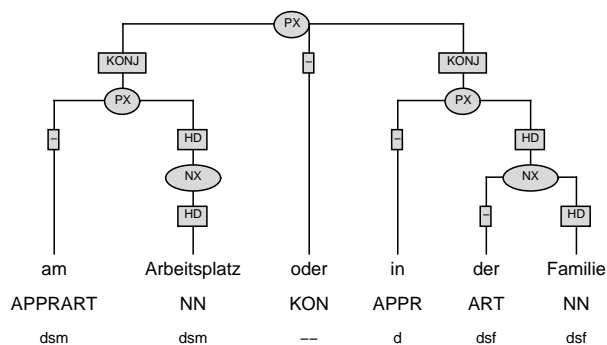 PX
– 
KONJ – KONJ
PX PX
– HD – HD
NX NX
HD – HD
am Arbeitsplatz oder in der Familie
APPRART NN KON APPR ART NN
dsm dsm –– d dsf dsf